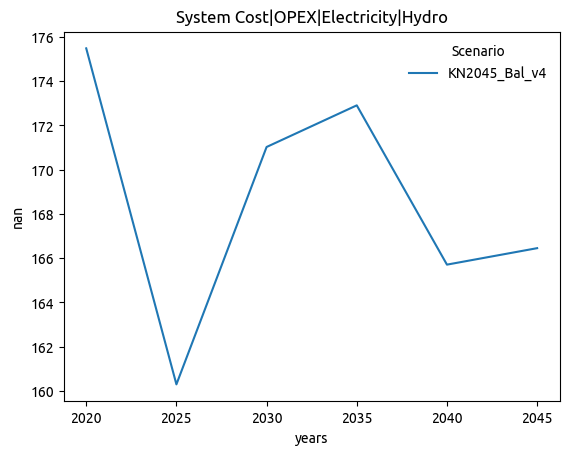 System Cost|OPEX|Electricity|Hydro
176
174
172
170
168
166
164
162
160
nan
Scenario
KN2045_Bal_v4
2020 2025 2030 2035 2040 2045
years